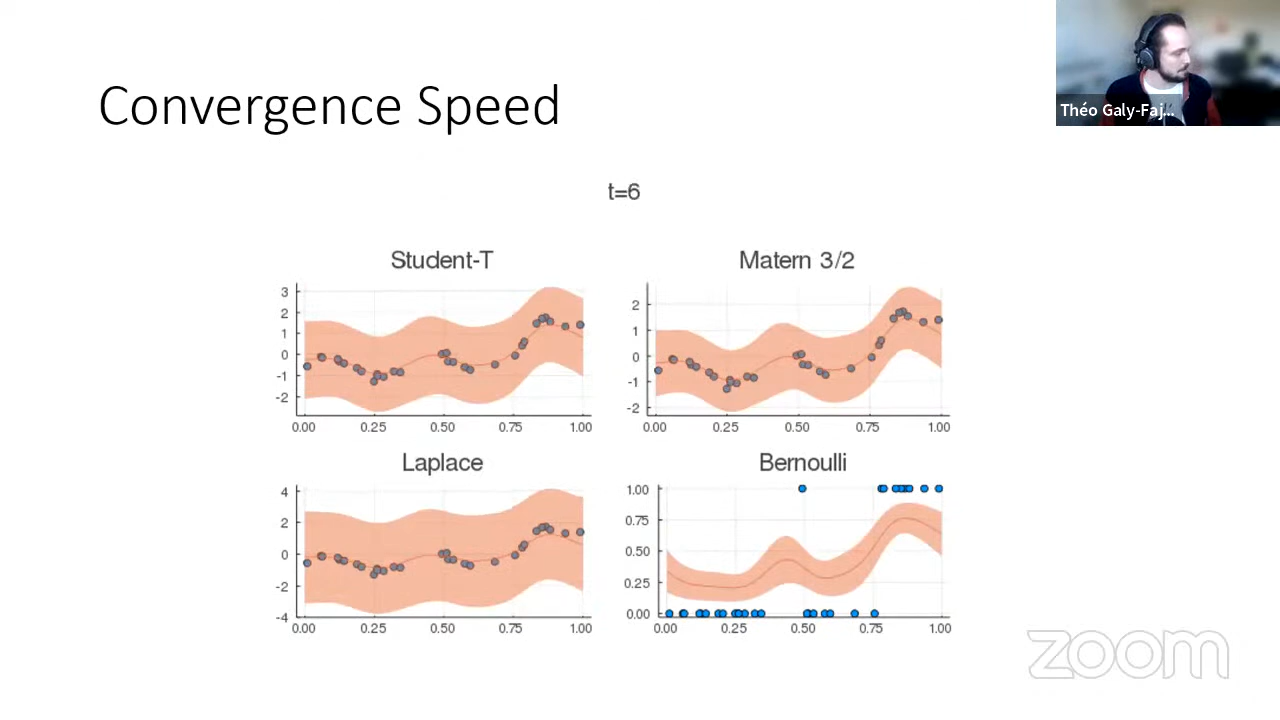 Convergence Speed
Théo Galy-Faj...
t=6
Student-T
3
2
1
0
-1
-2
0.00 0.25 0.50 0.75 1.00
Matern 3/2
2
1
0
-1
-2
0.00 0.25 0.50 0.75 1.00
Laplace
4
2
0
-2
-4
0.00 0.25 0.50 0.75 1.00
Bernoulli
1.00
0.75
0.50
0.25
0.00
0.00 0.25 0.50 0.75 1.00
zoom